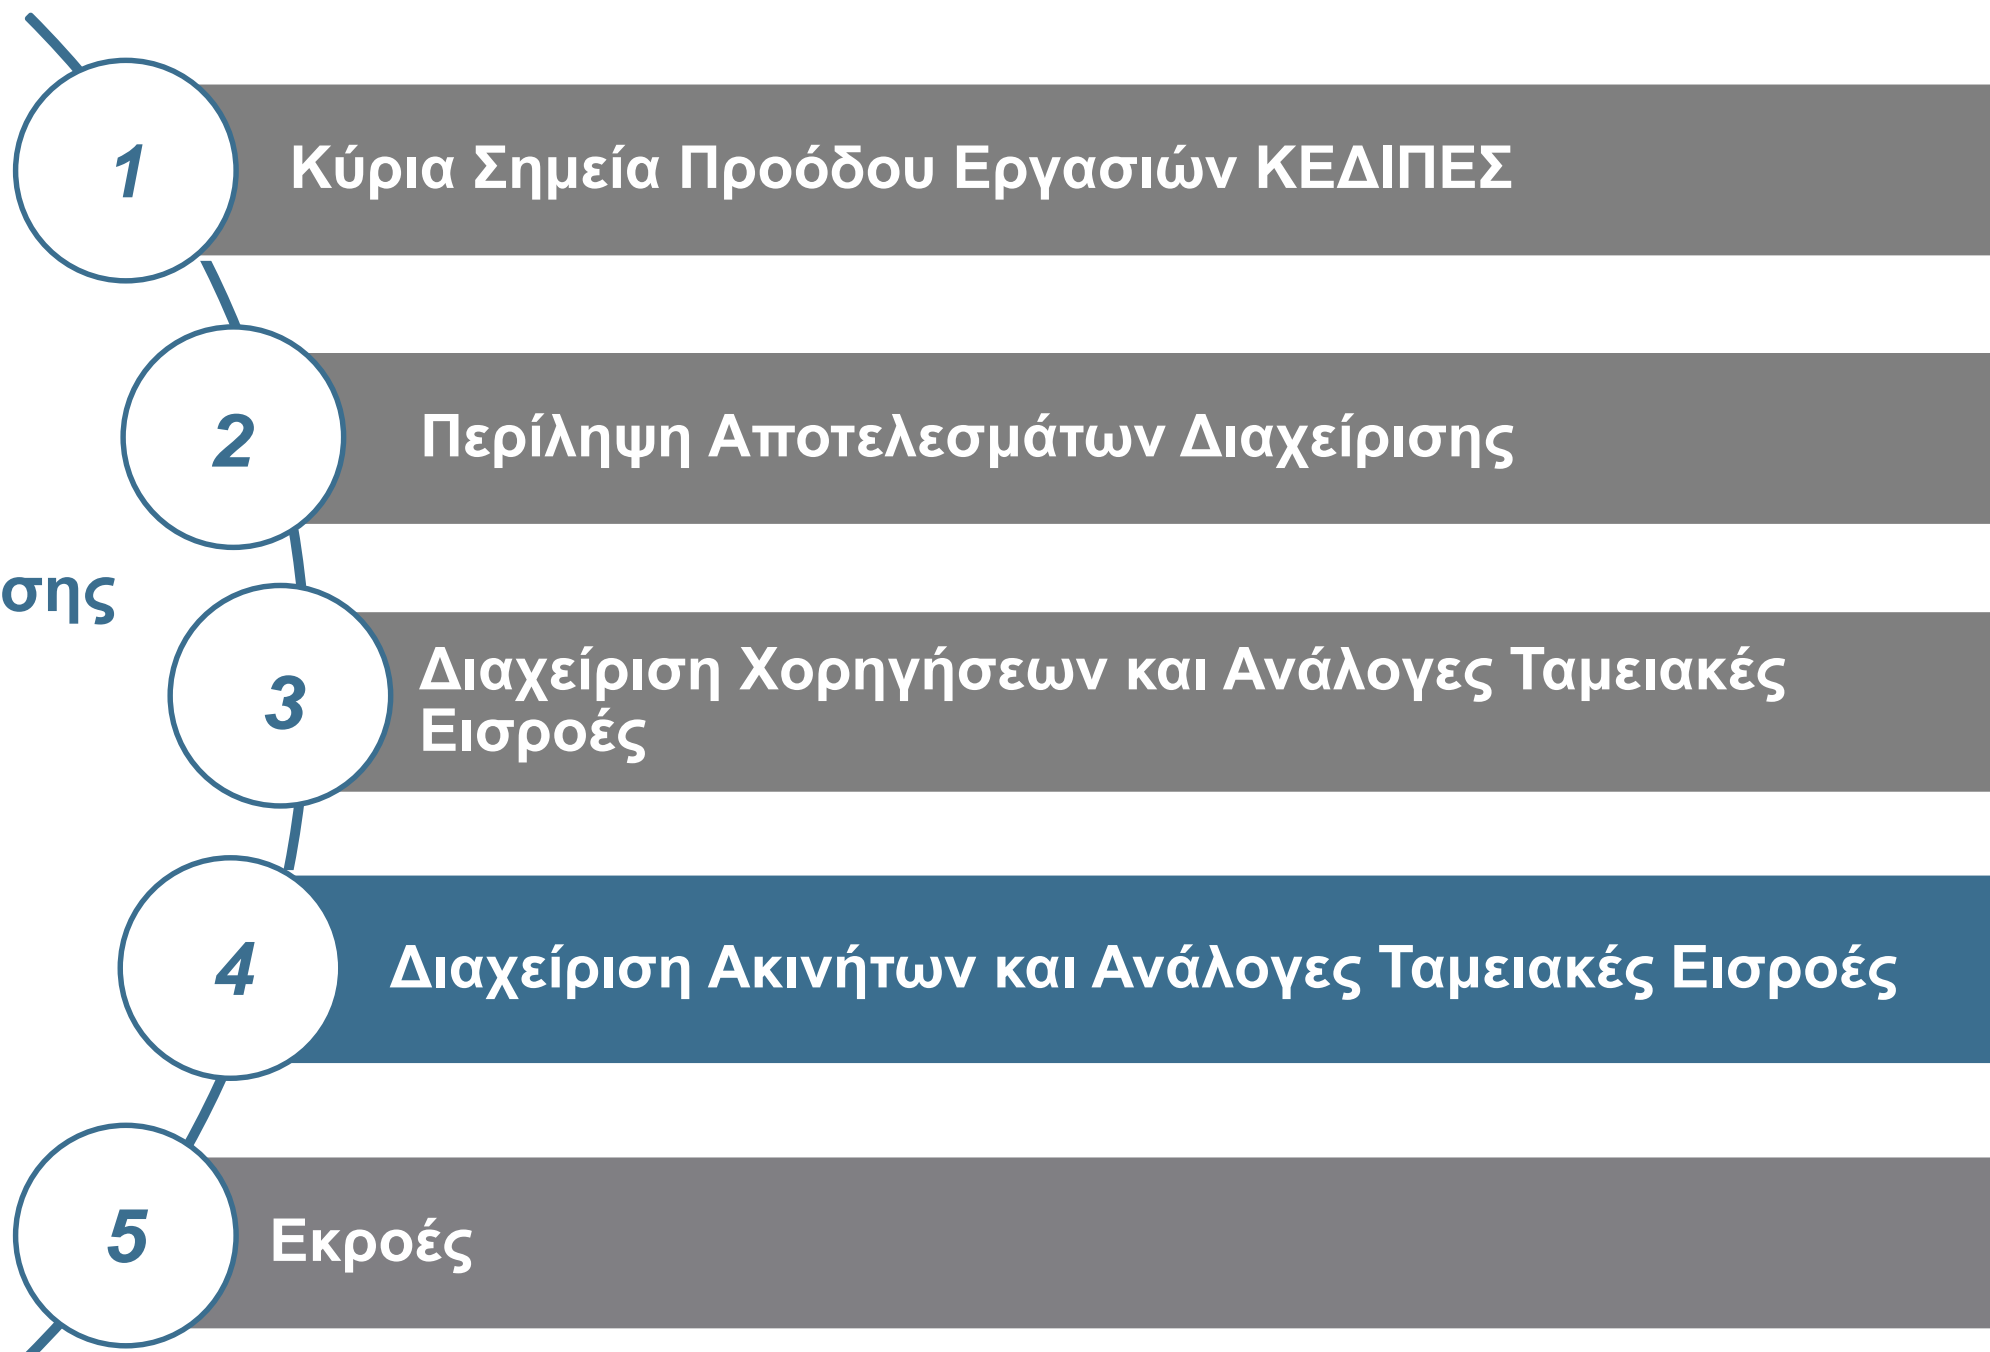 1
Κύρια Σημεία Προόδου Εργασιών ΚΕΔΙΠΕΣ
2
Περίληψη Αποτελεσμάτων Διαχείρισης
σης
3
Διαχείριση Χορηγήσεων και Ανάλογες Ταμειακές
Εισροές
4
Διαχείριση Ακινήτων και Ανάλογες Ταμειακές Εισροές
5
Εκροές